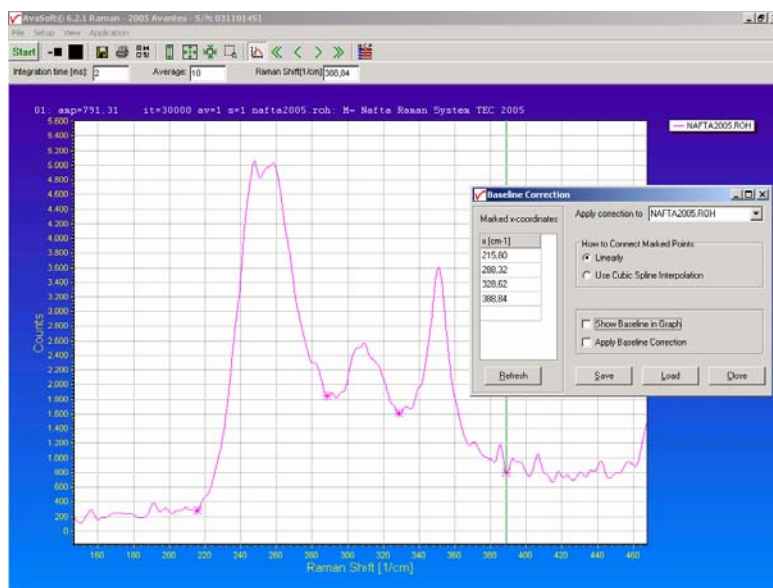 AvaSoft© 6.2.1 Raman - 2005 Avantes - S/N: 031101451
File Setup View Application
Start
Integration time [ms]: 2 Average: 10 Raman Shift[1/cm] 388,84
01: amp=791.31 it=30000 av=1 s=1 nafta2005.roh: M= Nafta Raman System TEC 2005
NAFTA2005.ROH
5.600
5.400
5.200
5.000
4.800
4.600
4.400
4.200
4.000
3.800
3.600
3.400
3.200
3.000
2.800
2.600
2.400
2.200
2.000
1.800
1.600
1.400
1.200
1.000
800
600
400
200
0
Counts
160 180 200 220 240 260 280 300 320 340 360 380 400 420 440 460
Raman Shift [1/cm]
Baseline Correction
Marked x-coordinates
x [cm-1]
215,60
288,32
328,62
388,84
Refresh
Apply correction to NAFTA2005.ROH
How to Connect Marked Points
Linearly
Use Cubic Spline Interpolation
Show Baseline in Graph
Apply Baseline Correction
Save Load Close